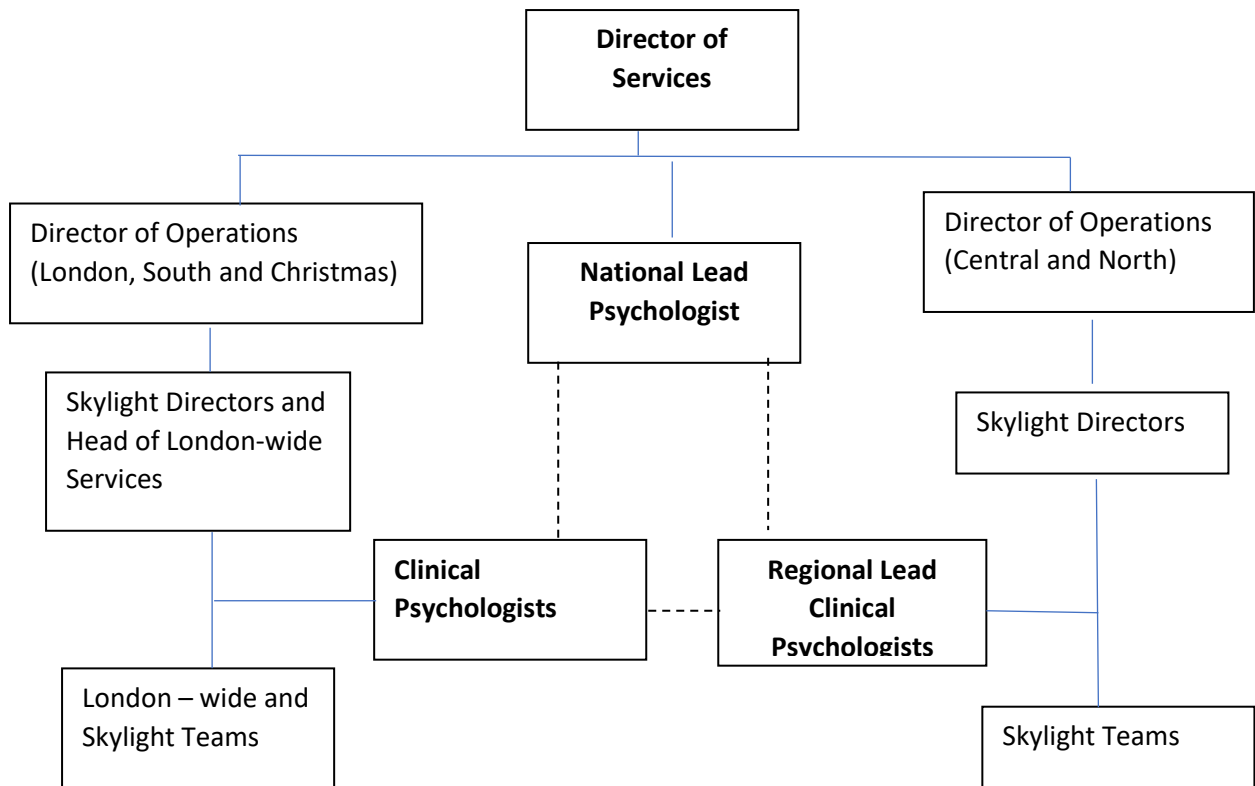 Director of
Services
Director of Operations
(London, South and Christmas)
National Lead
Psychologist
Director of Operations
(Central and North)
Skylight Directors and
Head of London-wide
Services
Skylight Directors
Clinical
Psychologists
Regional Lead
Clinical
Psychologists
London – wide and
Skylight Teams
Skylight Teams